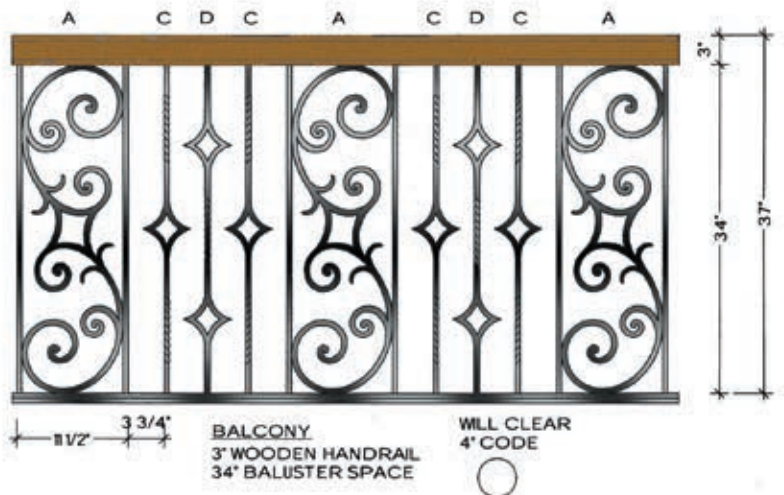 A C D C A C D C A
3"
34"
37"
3 3/4"
11 1/2"
BALCONY
3" WOODEN HANDRAIL
34" BALUSTER SPACE
WILL CLEAR
4" CODE